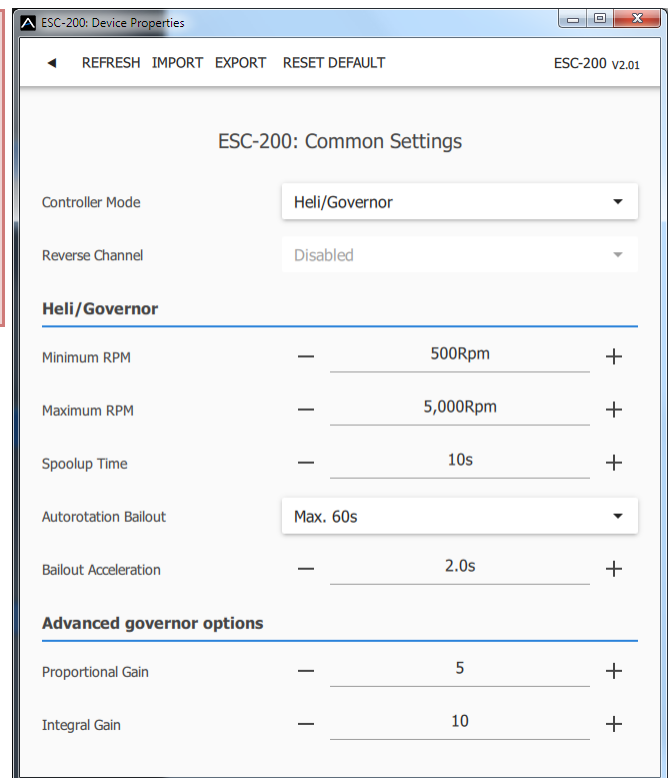 ESC-200: Device Properties
REFRESH IMPORT EXPORT RESET DEFAULT ESC-200 V2.01
ESC-200: Common Settings
Controller Mode Heli/Governor
Reverse Channel Disabled
Heli/Governor
Minimum RPM — 500Rpm +
Maximum RPM — 5,000Rpm +
Spoolup Time — 10s +
Autorotation Bailout Max. 60s
Bailout Acceleration — 2.0s +
Advanced governor options
Proportional Gain — 5 +
Integral Gain — 10 +